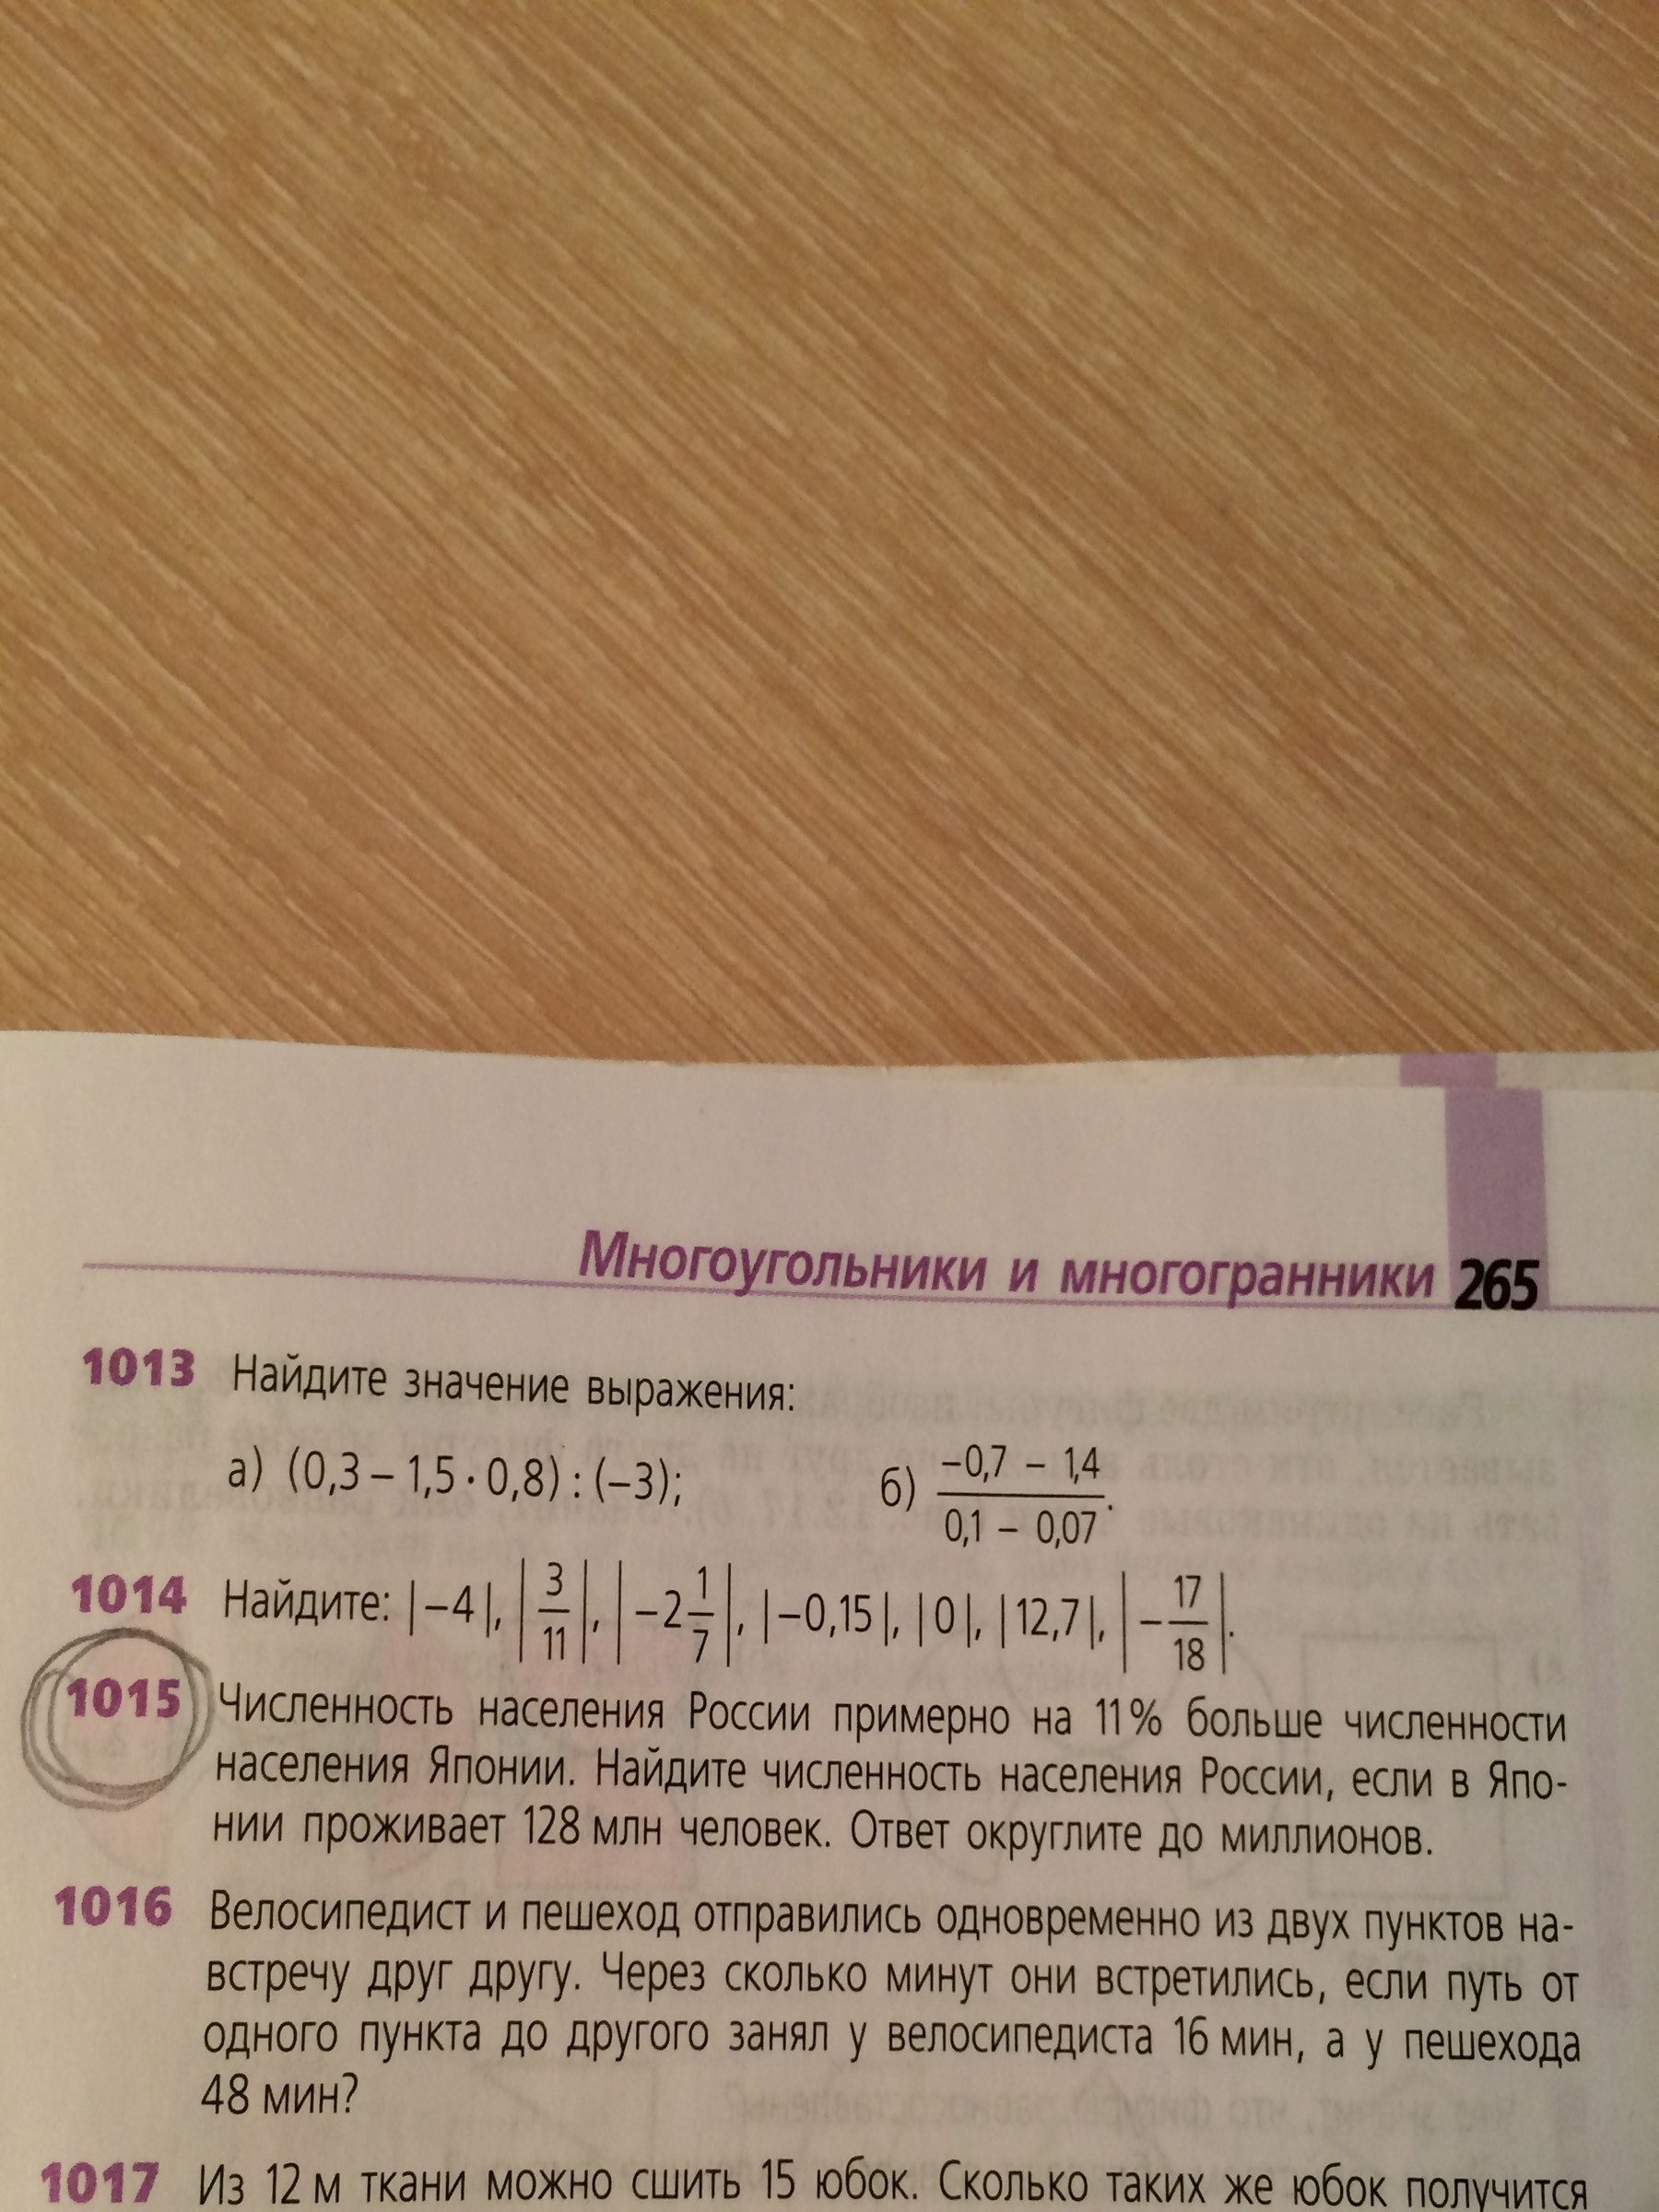 Многоугольники и многогранники 265
1013 Найдите значение выражения:
а) (0,3 – 1,5 · 0,8) : (–3); б) \frac{–0,7 – 1,4}{0,1 – 0,07}.
1014 Найдите: |–4|, |\frac{3}{11}|, |–2\frac{1}{7}|, |–0,15|, |0|, |12,7|, |–\frac{17}{18}|.
1015 Численность населения России примерно на 11% больше численности
населения Японии. Найдите численность населения России, если в Япо-
нии проживает 128 млн человек. Ответ округлите до миллионов.
1016 Велосипедист и пешеход отправились одновременно из двух пунктов на-
встречу друг другу. Через сколько минут они встретились, если путь от
одного пункта до другого занял у велосипедиста 16 мин, а у пешехода
48 мин?
1017 Из 12 м ткани можно сшить 15 юбок. Сколько таких же юбок получится